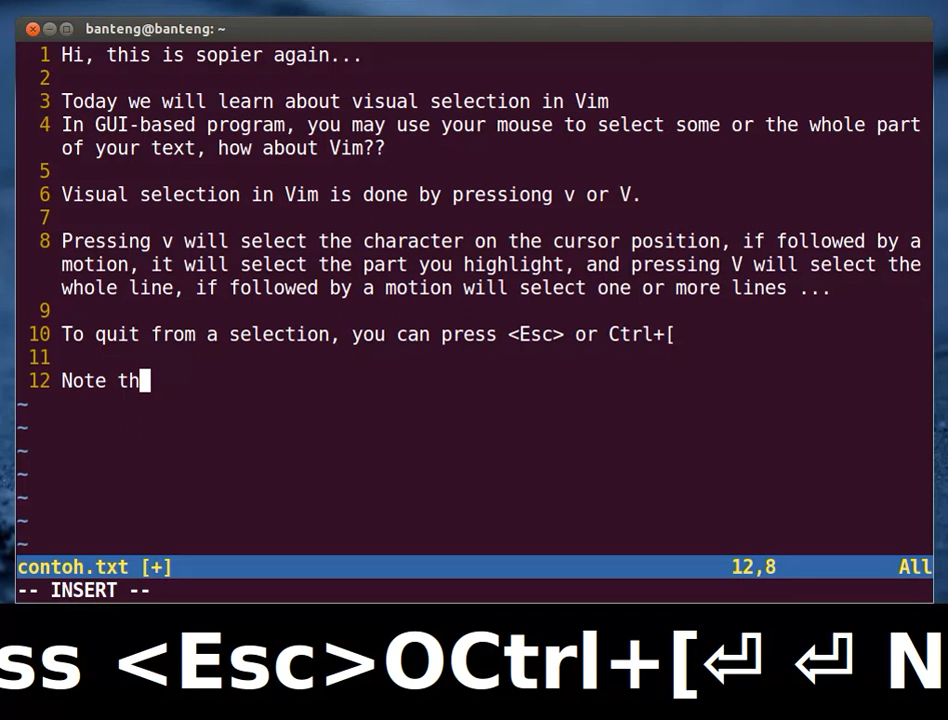 banteng@banteng: ~
1 Hi, this is sopier again...
2
3 Today we will learn about visual selection in Vim
4 In GUI-based program, you may use your mouse to select some or the whole part
of your text, how about Vim??
5
6 Visual selection in Vim is done by pressiong v or V.
7
8 Pressing v will select the character on the cursor position, if followed by a
motion, it will select the part you highlight, and pressing V will select the
whole line, if followed by a motion will select one or more lines ...
9
10 To quit from a selection, you can press <Esc> or Ctrl+[
11
12 Note th
~
~
~
~
~
~
~
contoh.txt [+] 12,8 All
-- INSERT --
ss <Esc>OCtrl+[⏎ ⏎ N